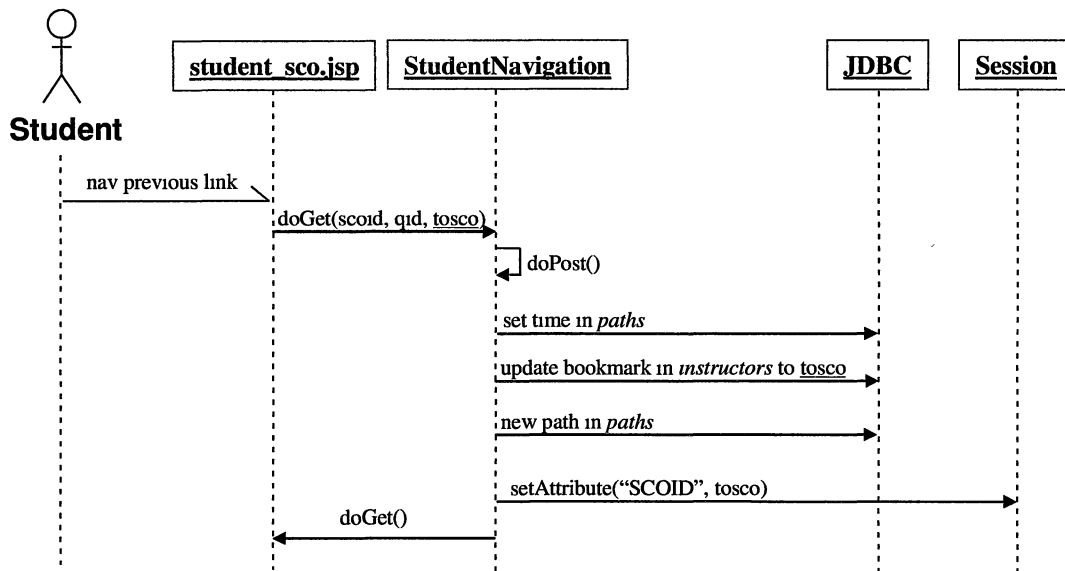 student_sco.jsp
StudentNavigation
JDBC
Session
Student
nav previous link
doGet(scoid, qid, tosco)
doPost()
set time in paths
update bookmark in instructors to tosco
new path in paths
setAttribute(“SCOID”, tosco)
doGet()